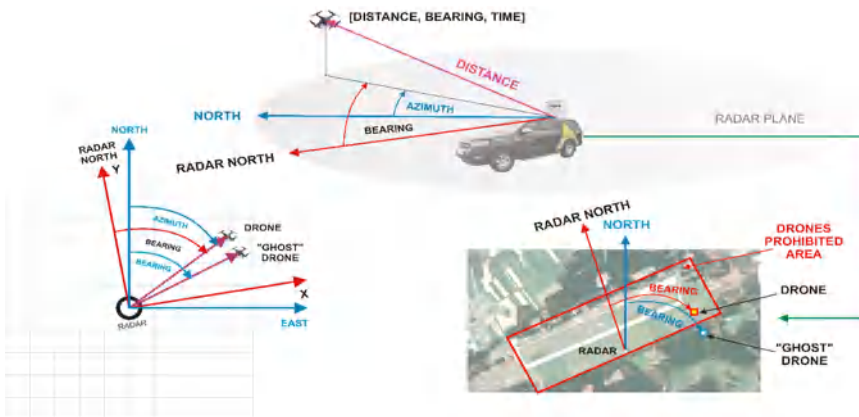 [DISTANCE, BEARING, TIME]
DISTANCE
NORTH
AZIMUTH
BEARING
RADAR NORTH
RADAR PLANE
NORTH
RADAR
NORTH
Y
AZIMUTH
BEARING
BEARING
DRONE
"GHOST"
DRONE
X
EAST
RADAR
RADAR NORTH
NORTH
DRONES
PROHIBITED
AREA
BEARING
BEARING
DRONE
RADAR
"GHOST"
DRONE